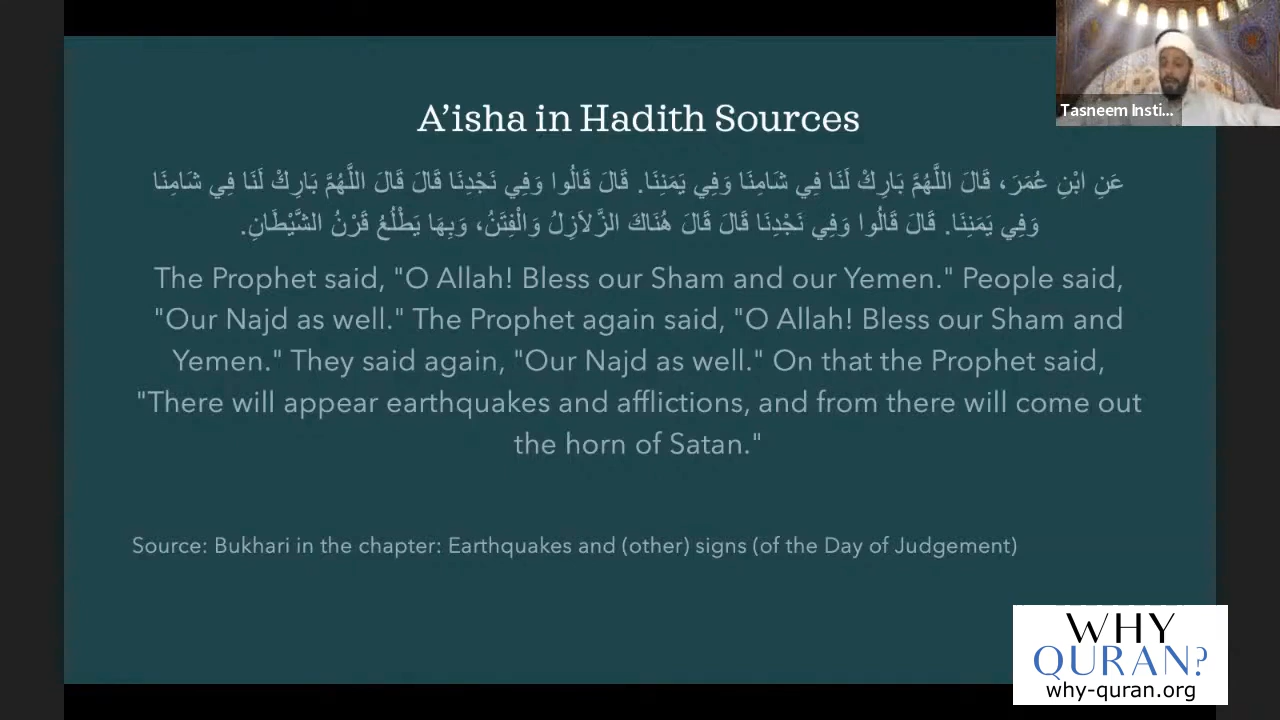 Tasneem Insti...
A’isha in Hadith Sources
عَنِ ابْنِ عُمَرَ، قَالَ اللَّهُمَّ بَارِكْ لَنَا فِي شَامِنَا وَفِي يَمَنِنَا. قَالَ قَالُوا وَفِي نَجْدِنَا قَالَ قَالَ اللَّهُمَّ بَارِكْ لَنَا فِي شَامِنَا
وَفِي يَمَنِنَا. قَالَ قَالُوا وَفِي نَجْدِنَا قَالَ قَالَ هُنَاكَ الزَّلاَزِلُ وَالْفِتَنُ، وَبِهَا يَطْلُعُ قَرْنُ الشَّيْطَانِ.
The Prophet said, "O Allah! Bless our Sham and our Yemen." People said,
"Our Najd as well." The Prophet again said, "O Allah! Bless our Sham and
Yemen." They said again, "Our Najd as well." On that the Prophet said,
"There will appear earthquakes and afflictions, and from there will come out
the horn of Satan."
Source: Bukhari in the chapter: Earthquakes and (other) signs (of the Day of Judgement)
WHY
QURAN?
why-quran.org